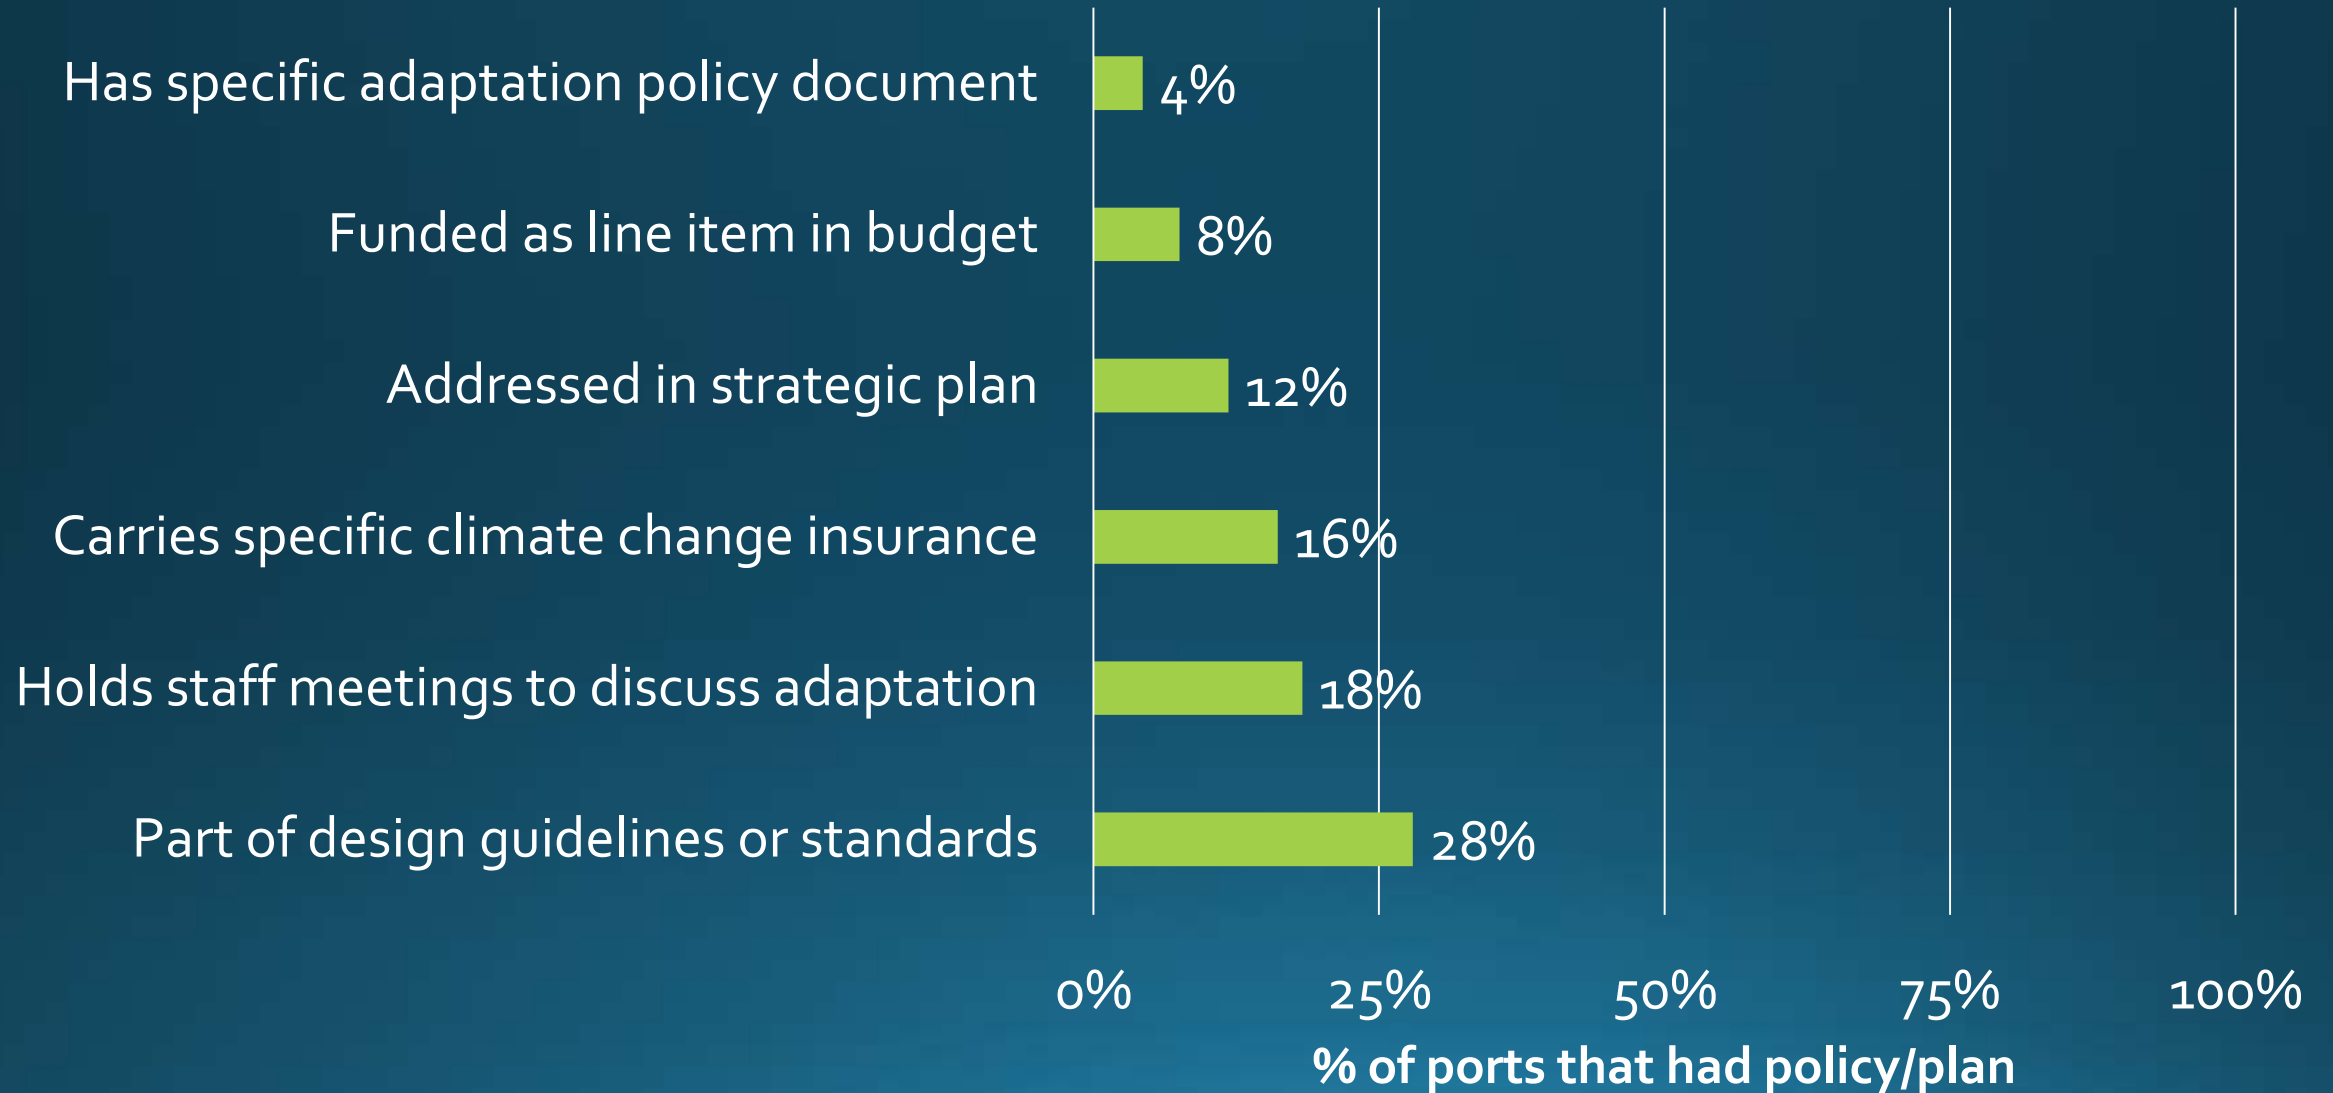 Has specific adaptation policy document
4%
Funded as line item in budget
8%
Addressed in strategic plan
12%
Carries specific climate change insurance
16%
Holds staff meetings to discuss adaptation
18%
Part of design guidelines or standards
28%
0% 25% 50% 75% 100%
% of ports that had policy/plan